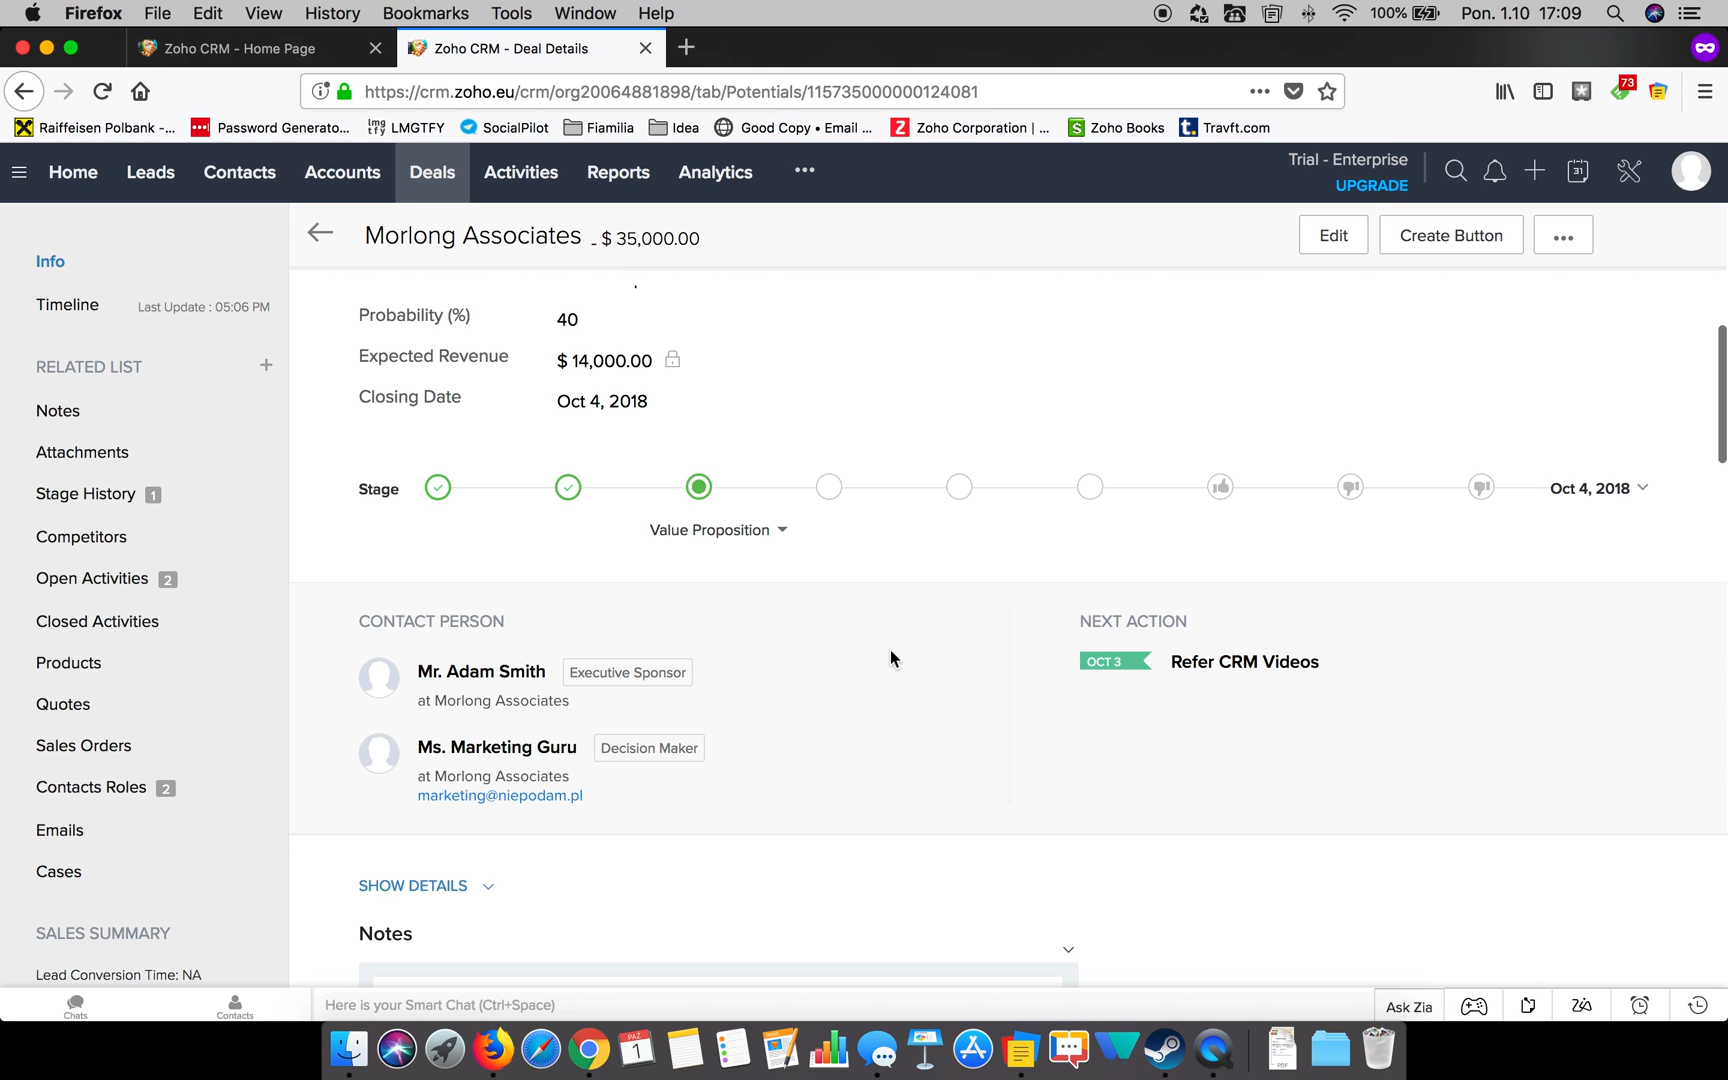 Firefox File Edit View History Bookmarks Tools Window Help 100% Pon. 1.10 17:09
Zoho CRM - Home Page Zoho CRM - Deal Details
https://crm.zoho.eu/crm/org20064881898/tab/Potentials/115735000000124081 73
Raiffeisen Polbank -... Password Generato... lmg tfy LMGTFY SocialPilot Fiamilia Idea Good Copy • Email ... Z Zoho Corporation | ... Zoho Books t. Travft.com
Home Leads Contacts Accounts Deals Activities Reports Analytics ••• Trial - Enterprise 31
UPGRADE
Morlong Associates - $ 35,000.00 Edit Create Button •••
Info
Timeline Last Update : 05:06 PM
Probability (%) 40
Expected Revenue $ 14,000.00
Closing Date Oct 4, 2018
RELATED LIST +
Notes
Attachments
Stage History 1
Competitors
Open Activities 2
Closed Activities
Products
Quotes
Sales Orders
Contacts Roles 2
Emails
Cases
SALES SUMMARY
Lead Conversion Time: NA
Stage Oct 4, 2018
Value Proposition
CONTACT PERSON
Mr. Adam Smith Executive Sponsor
at Morlong Associates
Ms. Marketing Guru Decision Maker
at Morlong Associates
marketing@niepodam.pl
NEXT ACTION
OCT 3 Refer CRM Videos
SHOW DETAILS
Notes
Chats Contacts Here is your Smart Chat (Ctrl+Space) Ask Zia
PAŹ
1
PDF